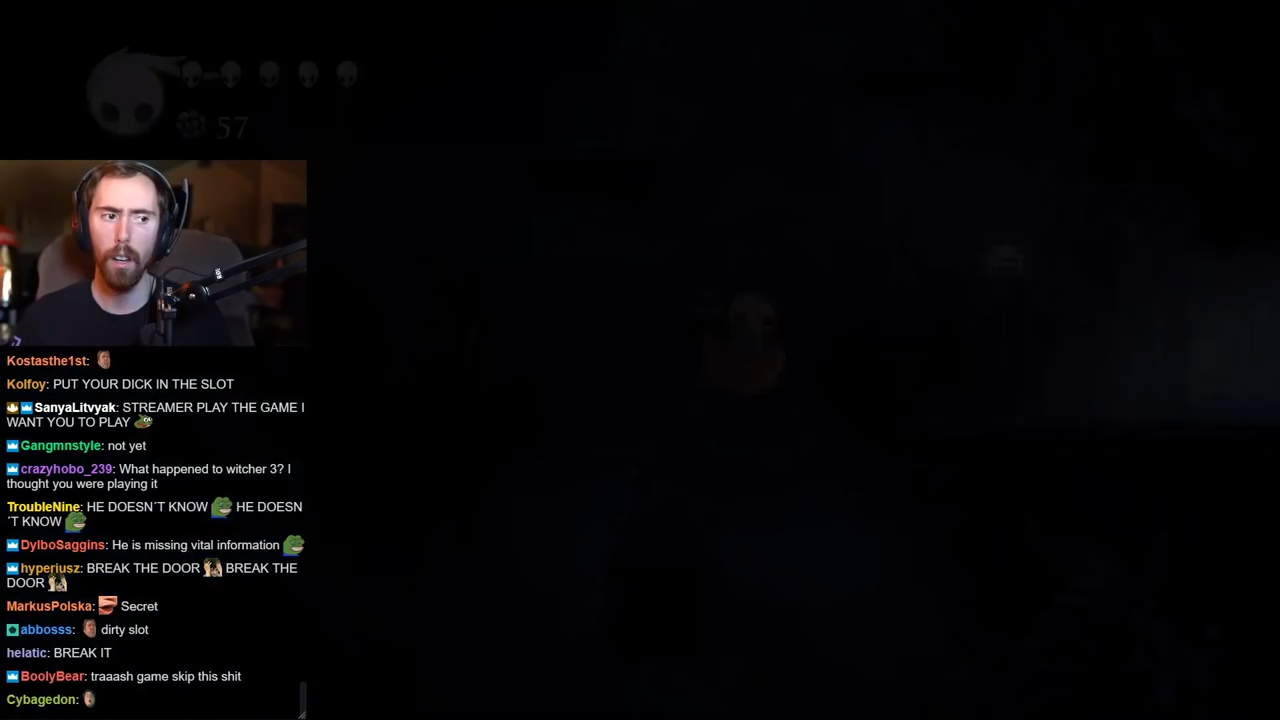 57
Kostasthe1st:
Kolfoy: PUT YOUR DICK IN THE SLOT
SanyaLitvyak: STREAMER PLAY THE GAME I
WANT YOU TO PLAY
Gangmnstyle: not yet
crazyhobo_239: What happened to witcher 3? I
thought you were playing it
TroubleNine: HE DOESN´T KNOW HE DOESN
´T KNOW
DylboSaggins: He is missing vital information
hyperiusz: BREAK THE DOOR BREAK THE
DOOR
MarkusPolska: Secret
abbosss: dirty slot
helatic: BREAK IT
BoolyBear: traaash game skip this shit
Cybagedon: